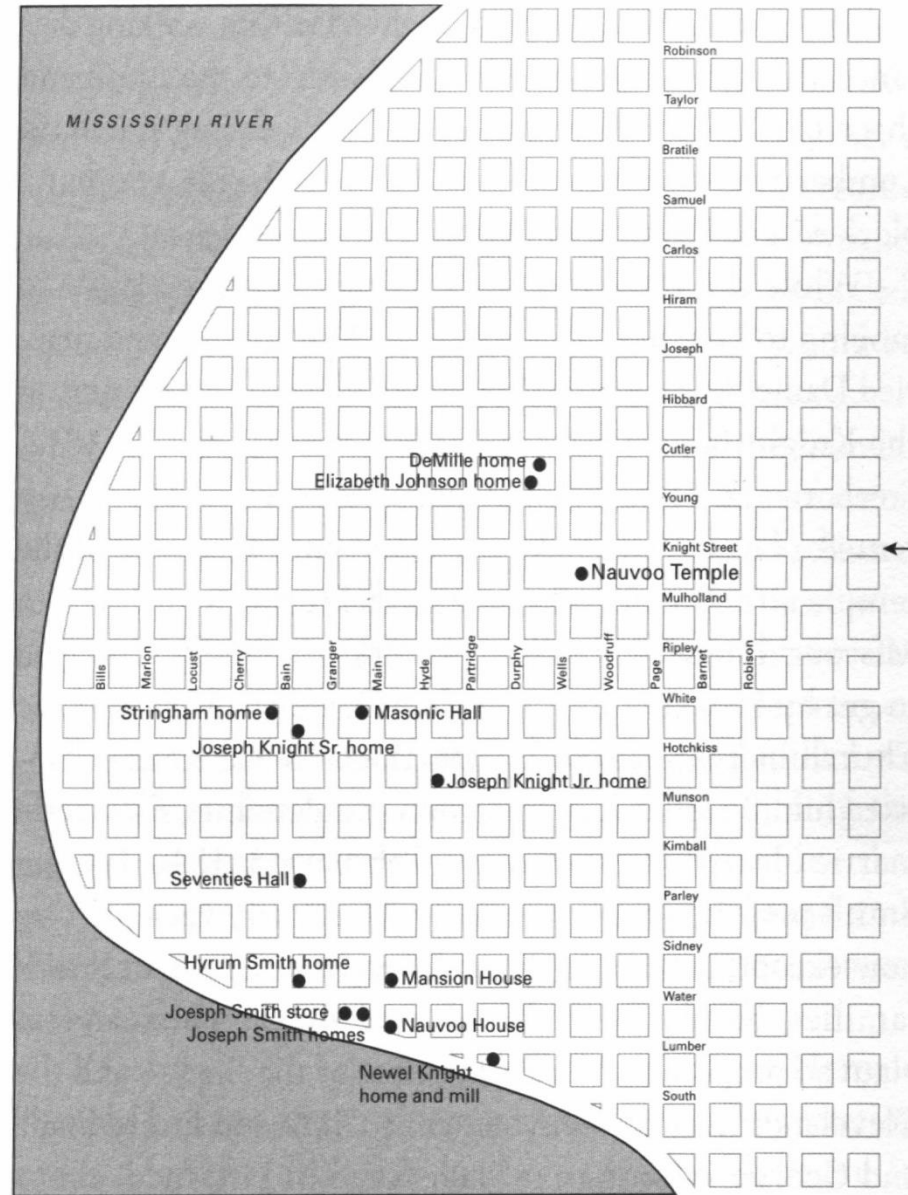 Robinson
MISSISSIPPI RIVER
Taylor
Bratile
Samuel
Carlos
Hiram
Joseph
Hibbard
Cutler
DeMille home
Elizabeth Johnson home
Young
Knight Street
Nauvoo Temple
Mulholland
Ripley
Bills
Marion
Locust
Cherry
Bain
Granger
Main
Hyde
Partridge
Durphy
Wells
Woodruff
Page
Barnet
Robison
White
Stringham home
Masonic Hall
Joseph Knight Sr. home
Hotchkiss
Joseph Knight Jr. home
Munson
Kimball
Seventies Hall
Parley
Sidney
Hyrum Smith home
Mansion House
Water
Joesph Smith store
Joseph Smith homes
Nauvoo House
Lumber
Newel Knight
home and mill
South